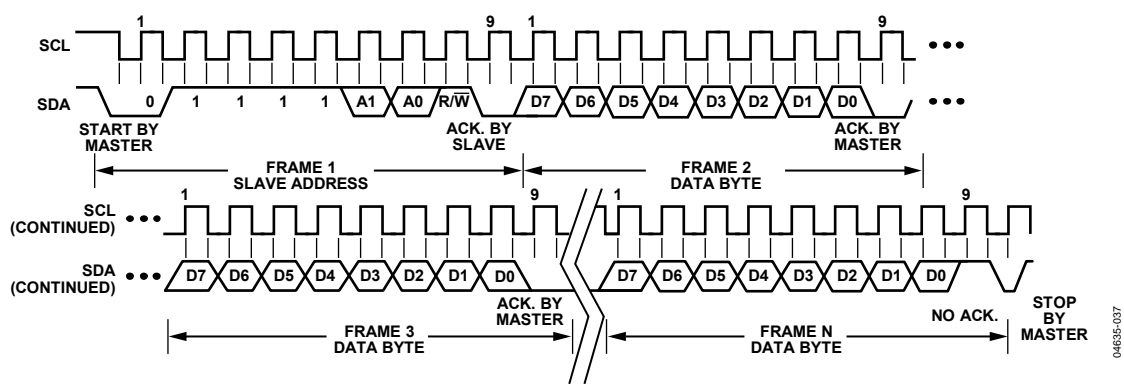 1 9 1 9
SCL
SDA 0 1 1 1 1 A1 A0 R/W̅ D7 D6 D5 D4 D3 D2 D1 D0
START BY
MASTER
ACK. BY
SLAVE
ACK. BY
MASTER
FRAME 1
SLAVE ADDRESS
FRAME 2
DATA BYTE
1 9 1 9
SCL
(CONTINUED)
SDA
(CONTINUED)
D7 D6 D5 D4 D3 D2 D1 D0 D7 D6 D5 D4 D3 D2 D1 D0
ACK. BY
MASTER
NO ACK.
STOP
BY
MASTER
FRAME 3
DATA BYTE
FRAME N
DATA BYTE
04635-037